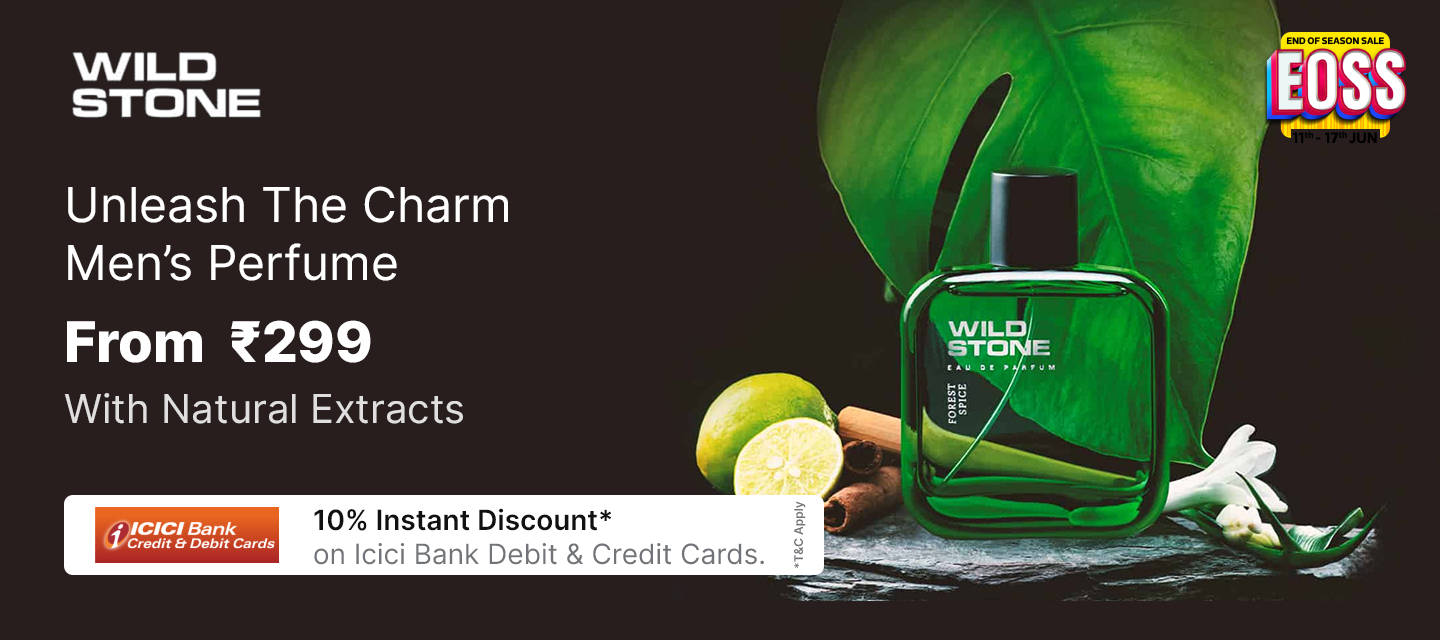 WILD
STONE
Unleash The Charm
Men’s Perfume
From ₹299
With Natural Extracts
ICICI Bank
Credit & Debit Cards
10% Instant Discount*
on Icici Bank Debit & Credit Cards.
*T&C Apply
END OF SEASON SALE
EOSS
11th - 17th JUN
WILD
STONE
EAU DE PARFUM
FOREST
SPICE